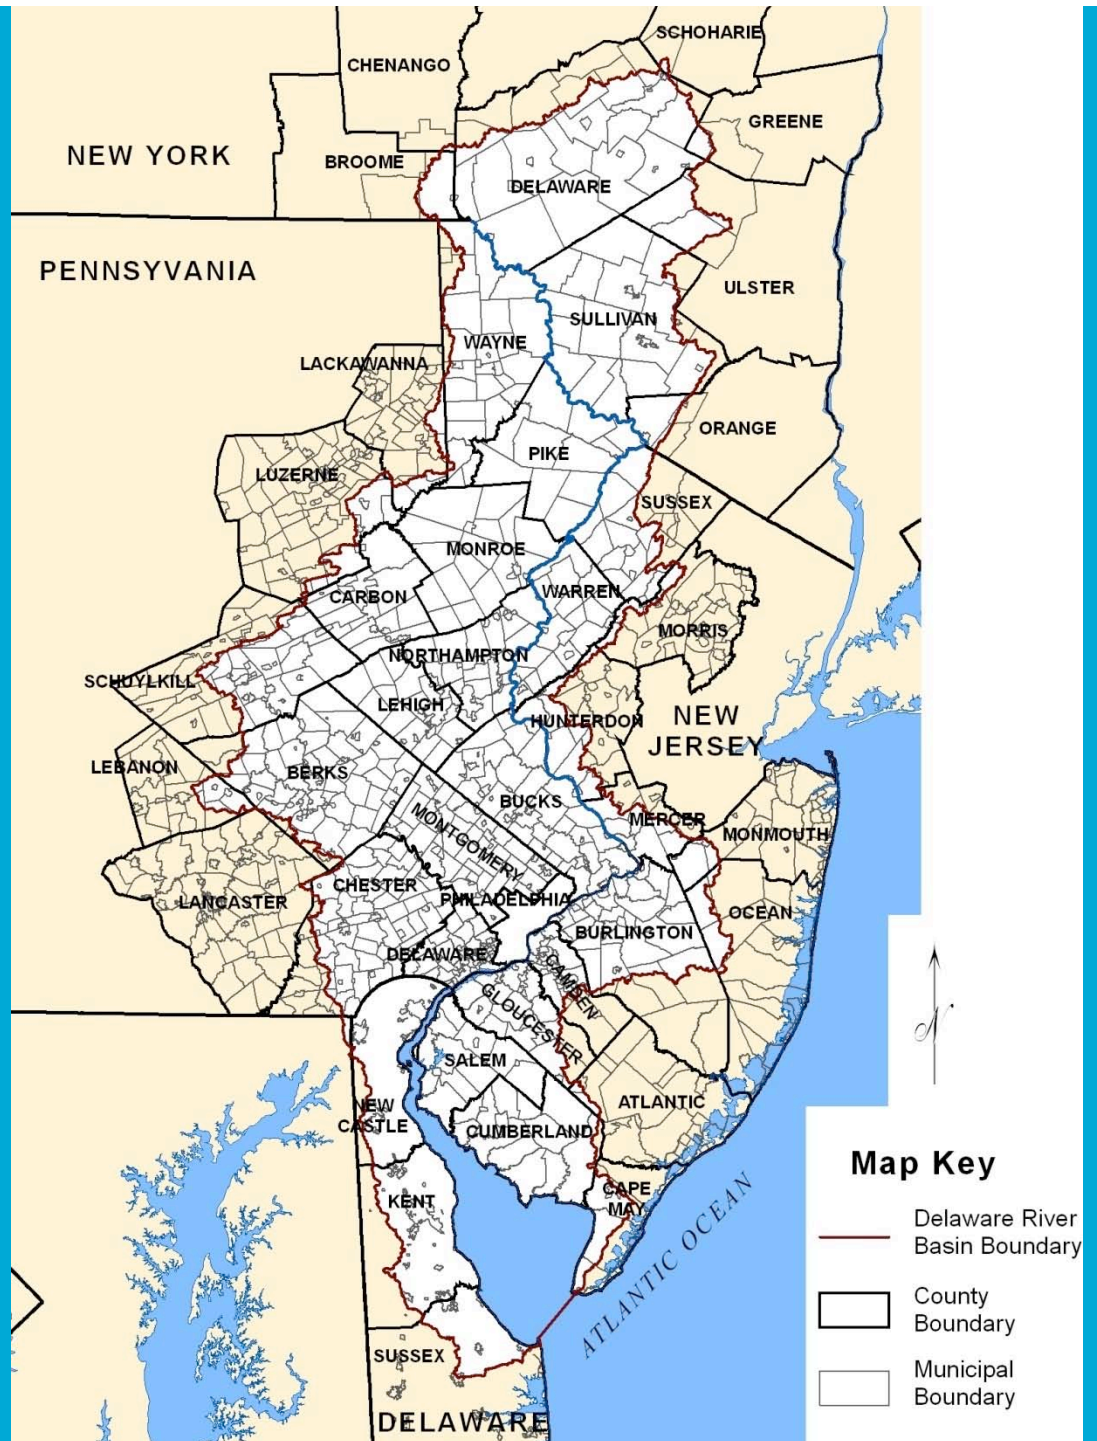 SCHOHARIE
CHENANGO
GREENE
NEW YORK
BROOME
DELAWARE
PENNSYVANIA
ULSTER
SULLIVAN
WAYNE
LACKAWANNA
ORANGE
PIKE
LUZERNE
SUSSEX
MONROE
WARREN
CARBON
MORRIS
NORTHAMPTON
SCHUYLKILL
LEHIGH
HUNTERDON
NEW
JERSEY
LEBANON
BERKS
BUCKS
MERCER
MONTGOMERY
MONMOUTH
CHESTER
PHILADELPHIA
LANCASTER
OCEAN
BURLINGTON
DELAWARE
CAMDEN
GLOUCESTER
N
SALEM
ATLANTIC
NEW
CASTLE
CUMBERLAND
KENT
CAPE
MAY
ATLANTIC OCEAN
SUSSEX
DELAWARE
Map Key
Delaware River
Basin Boundary
County
Boundary
Municipal
Boundary